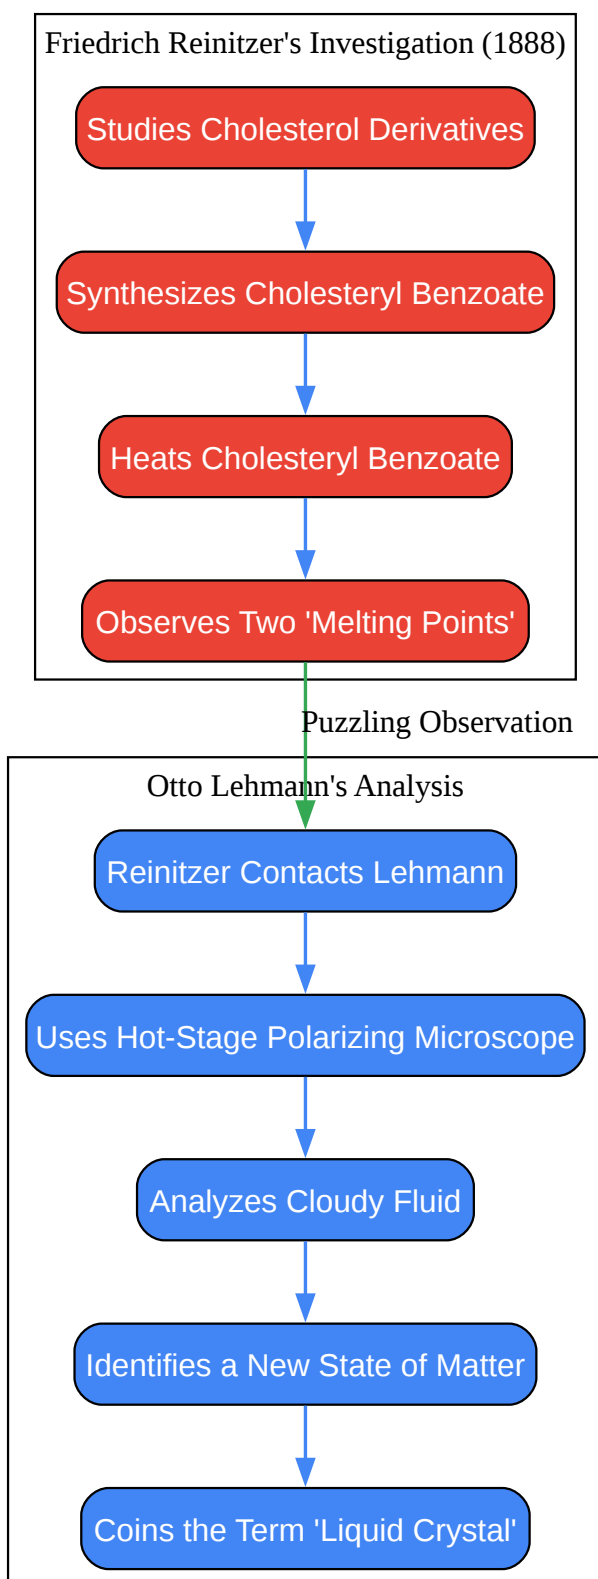 Friedrich Reinitzer's Investigation (1888)
Studies Cholesterol Derivatives
Synthesizes Cholesteryl Benzoate
Heats Cholesteryl Benzoate
Observes Two 'Melting Points'
Puzzling Observation
Otto Lehmann's Analysis
Reinitzer Contacts Lehmann
Uses Hot-Stage Polarizing Microscope
Analyzes Cloudy Fluid
Identifies a New State of Matter
Coins the Term 'Liquid Crystal'